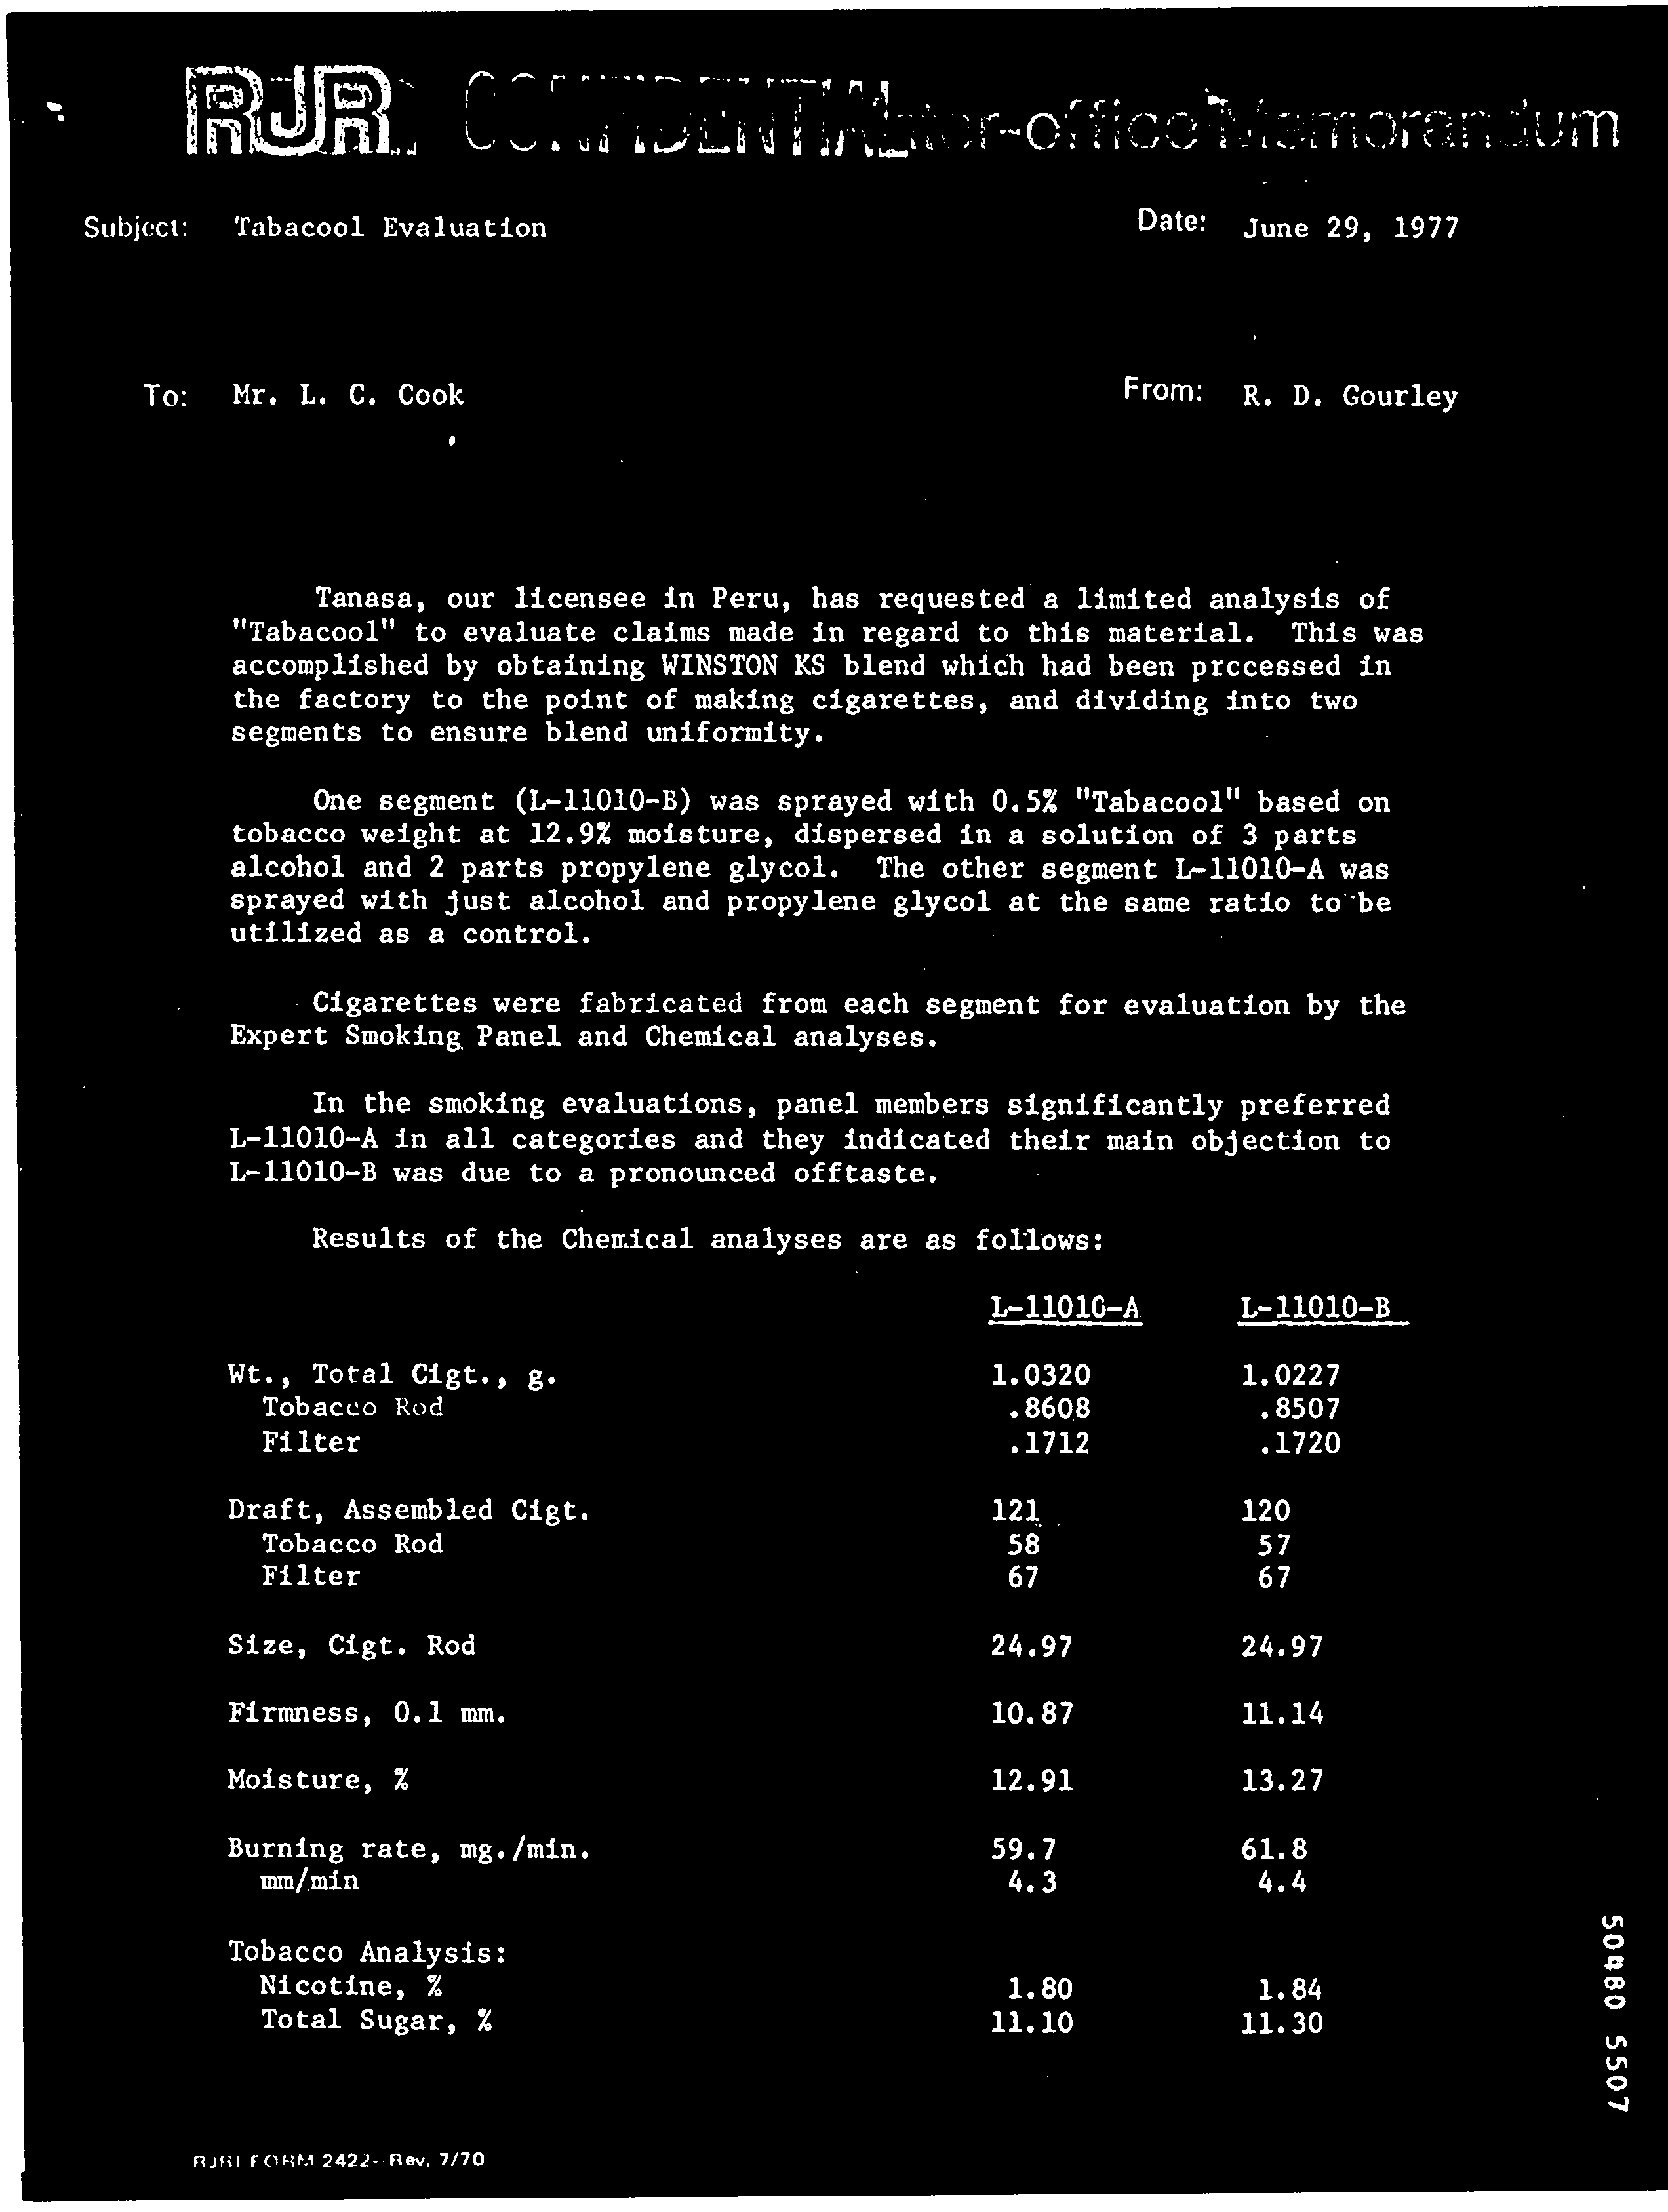 RJR CONFIDENTIAL Inter-office Memorandum
Subject: Tabacool Evaluation Date: June 29, 1977
To: Mr. L. C. Cook From: R. D. Gourley
Tanasa, our licensee in Peru, has requested a limited analysis of
"Tabacool" to evaluate claims made in regard to this material. This was
accomplished by obtaining WINSTON KS blend which had been prccessed in
the factory to the point of making cigarettes, and dividing into two
segments to ensure blend uniformity.
One segment (L-11010-B) was sprayed with 0.5% "Tabacool" based on
tobacco weight at 12.9% moisture, dispersed in a solution of 3 parts
alcohol and 2 parts propylene glycol. The other segment L-11010-A was
sprayed with just alcohol and propylene glycol at the same ratio to be
utilized as a control.
Cigarettes were fabricated from each segment for evaluation by the
Expert Smoking Panel and Chemical analyses.
In the smoking evaluations, panel members significantly preferred
L-11010-A in all categories and they indicated their main objection to
L-11010-B was due to a pronounced offtaste.
Results of the Chemical analyses are as follows:
L-11010-A L-11010-B
Wt., Total Cigt., g. 1.0320 1.0227
Tobacco Rod .8608 .8507
Filter .1712 .1720
Draft, Assembled Cigt. 121 120
Tobacco Rod 58 57
Filter 67 67
Size, Cigt. Rod 24.97 24.97
Firmness, 0.1 mm. 10.87 11.14
Moisture, % 12.91 13.27
Burning rate, mg./min. 59.7 61.8
mm/min 4.3 4.4
Tobacco Analysis:
Nicotine, % 1.80 1.84
Total Sugar, % 11.10 11.30
50480 5507
RJRI FORM 2422--Rev. 7/70